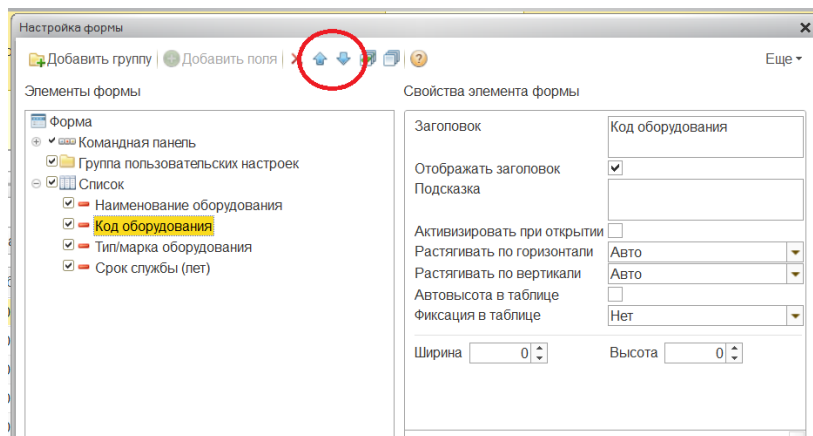 Настройка формы
Добавить группу Добавить поля Еще
Элементы формы Свойства элемента формы
Форма
Командная панель
Группа пользовательских настроек
Список
Наименование оборудования
Код оборудования
Тип/марка оборудования
Срок службы (лет)
Заголовок Код оборудования
Отображать заголовок
Подсказка
Активизировать при открытии
Растягивать по горизонтали Авто
Растягивать по вертикали Авто
Автовысота в таблице
Фиксация в таблице Нет
Ширина 0 Высота 0